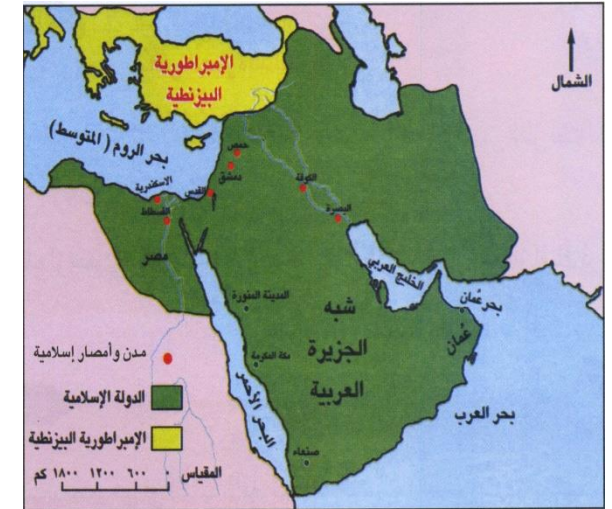 الإمبراطورية
البيزنطية
الشمال
بحر الروم (المتوسط)
حمص
دمشق
القدس
الاسكندرية
الفسطاط
الكوفة
البصرة
مصر
الخليج العربي
المدينة المنورة
مكة المكرمة
شبه
الجزيرة
العربية
بحر عُمان
عُمان
بحر العرب
البحر الأحمر
صنعاء
مدن وأمصار إسلامية
الدولة الإسلامية
الإمبراطورية البيزنطية
المقياس ٠ ٦٠٠ ١٢٠٠ ١٨٠٠ كم